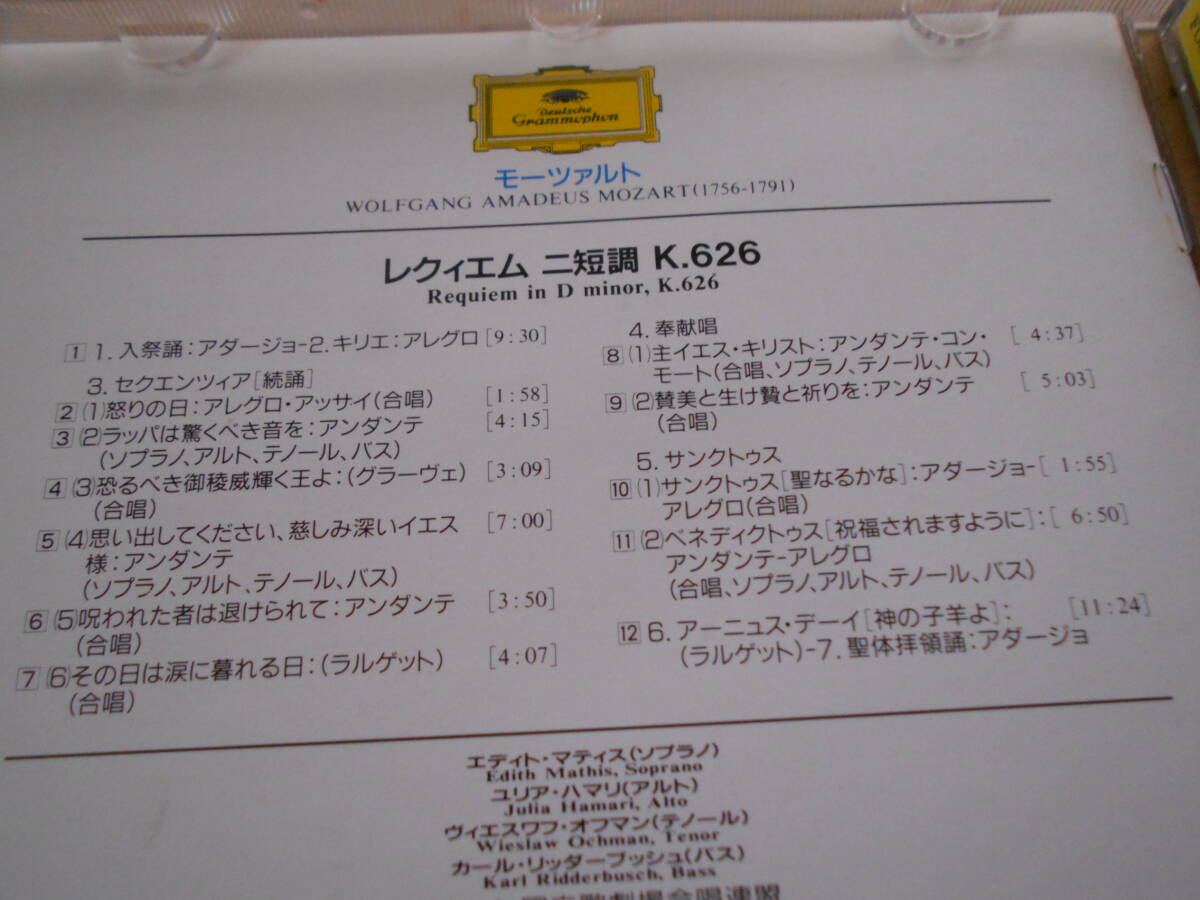 Deutsche
Grammophon
モーツァルト
WOLFGANG AMADEUS MOZART(1756-1791)
レクィエム ニ短調 K.626
Requiem in D minor, K.626
1 1. 入祭誦:アダージョ-2. キリエ:アレグロ [9:30]
3. セクエンツィア[続誦]
2 (1)怒りの日:アレグロ・アッサイ(合唱) [1:58]
3 (2)ラッパは驚くべき音を:アンダンテ [4:15]
(ソプラノ、アルト、テノール、バス)
4 (3)恐るべき御稜威輝く王よ:(グラーヴェ) [3:09]
(合唱)
5 (4)思い出してください、慈しみ深いイエス [7:00]
様:アンダンテ
(ソプラノ、アルト、テノール、バス)
6 (5)呪われた者は退けられて:アンダンテ [3:50]
(合唱)
7 (6)その日は涙に暮れる日:(ラルゲット) [4:07]
(合唱)
4. 奉献唱
8 (1)主イエス・キリスト:アンダンテ・コン・ [4:37]
モート(合唱、ソプラノ、テノール、バス)
9 (2)賛美と生け贄と祈りを:アンダンテ [5:03]
(合唱)
5. サンクトゥス
10 (1)サンクトゥス[聖なるかな]:アダージョ- [1:55]
アレグロ(合唱)
11 (2)ベネディクトゥス[祝福されますように]: [6:50]
アンダンテ-アレグロ
(合唱、ソプラノ、アルト、テノール、バス)
12 6. アーニュス・デーイ[神の子羊よ]: [11:24]
(ラルゲット)-7. 聖体拝領誦:アダージョ
エディト・マティス(ソプラノ)
Edith Mathis, Soprano
ユリア・ハマリ(アルト)
Julia Hamari, Alto
ヴィエスワフ・オフマン(テノール)
Wieslaw Ochman, Tenor
カール・リッダーブッシュ(バス)
Karl Ridderbusch, Bass
国立歌劇場合唱連盟